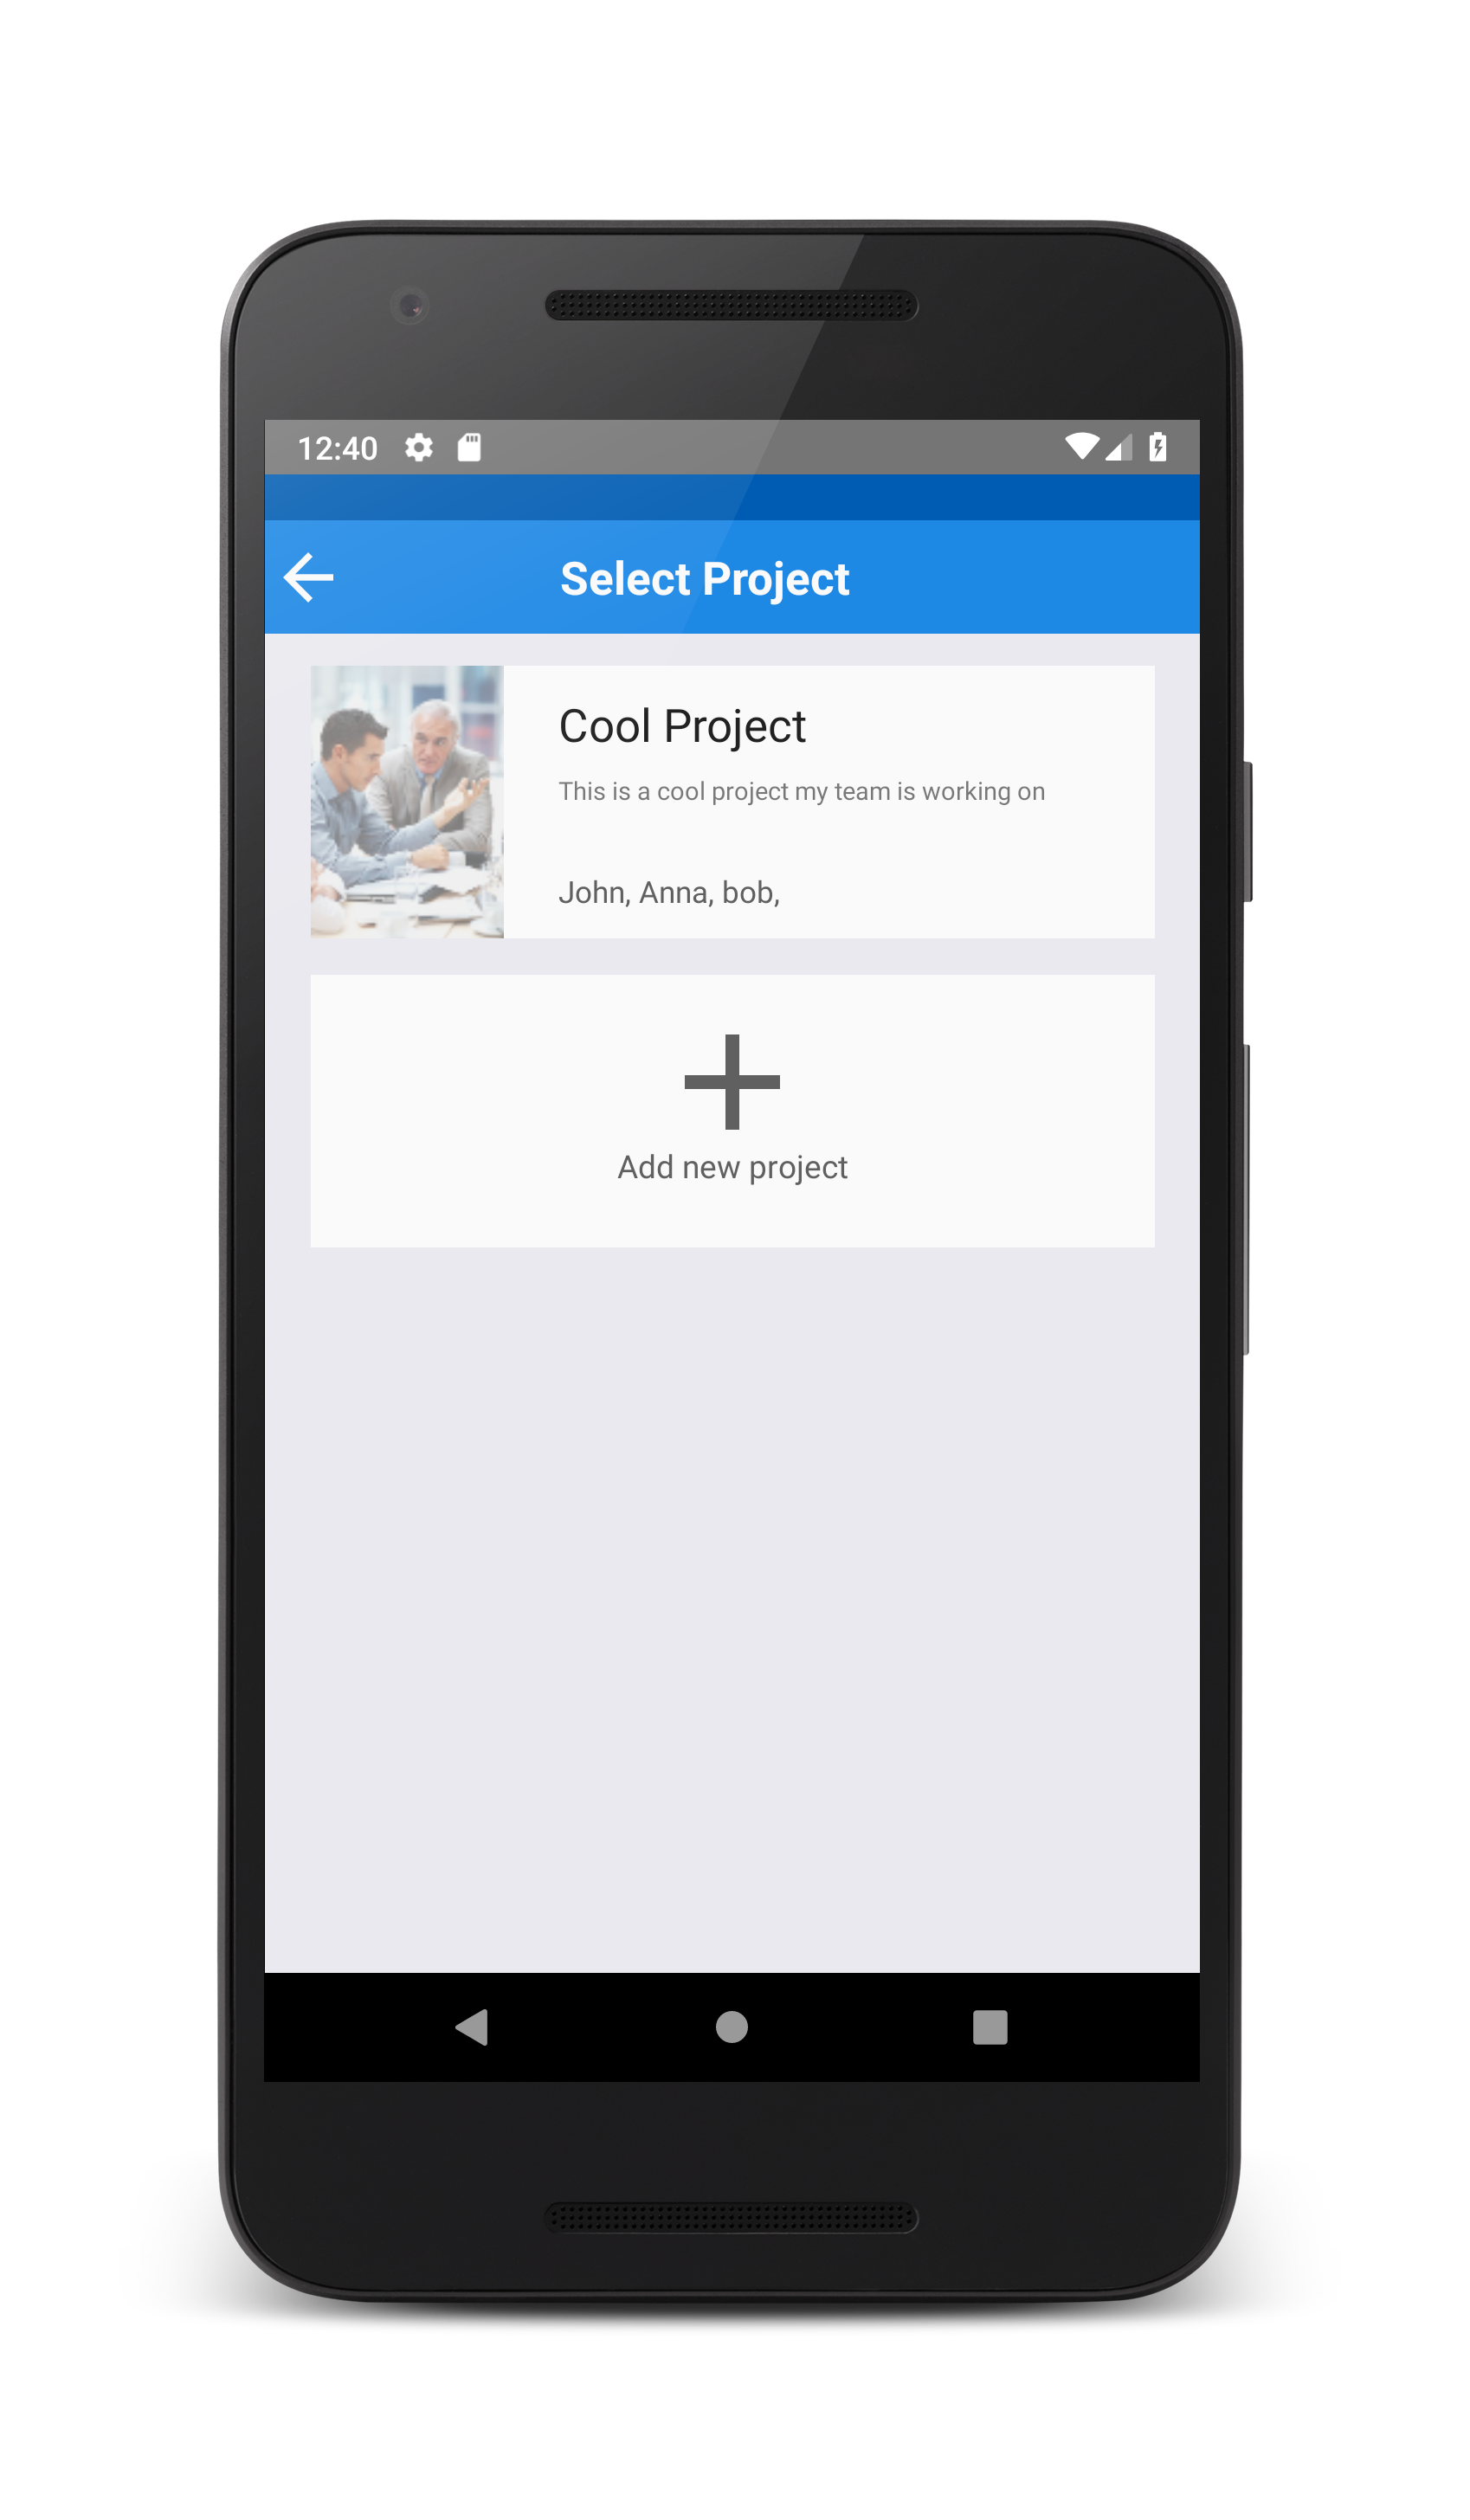 12:40
Select Project
Cool Project
This is a cool project my team is working on
John, Anna, bob,
Add new project